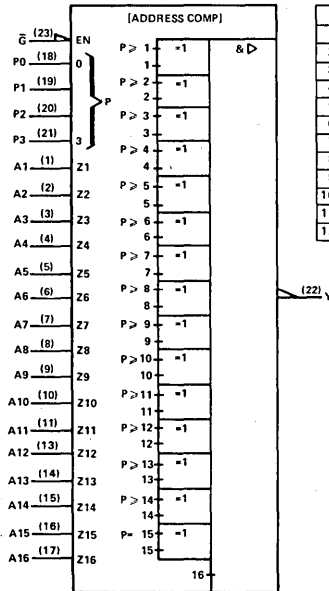 [ADDRESS COMP]
G̅ (23) EN
P0 (18) 0
P1 (19)
P2 (20) P
P3 (21) 3
A1 (1) Z1
A2 (2) Z2
A3 (3) Z3
A4 (4) Z4
A5 (5) Z5
A6 (6) Z6
A7 (7) Z7
A8 (8) Z8
A9 (9) Z9
A10 (10) Z10
A11 (11) Z11
A12 (13) Z12
A13 (14) Z13
A14 (15) Z14
A15 (16) Z15
A16 (17) Z16
P ⩾ 1 =1
1
P ⩾ 2 =1
2
P ⩾ 3 =1
3
P ⩾ 4 =1
4
P ⩾ 5 =1
5
P ⩾ 6 =1
6
P ⩾ 7 =1
7
P ⩾ 8 =1
8
P ⩾ 9 =1
9
P ⩾ 10 =1
10
P ⩾ 11 =1
11
P ⩾ 12 =1
12
P ⩾ 13 =1
13
P ⩾ 14 =1
14
P= 15 =1
15
16
& ▷
(22) Y